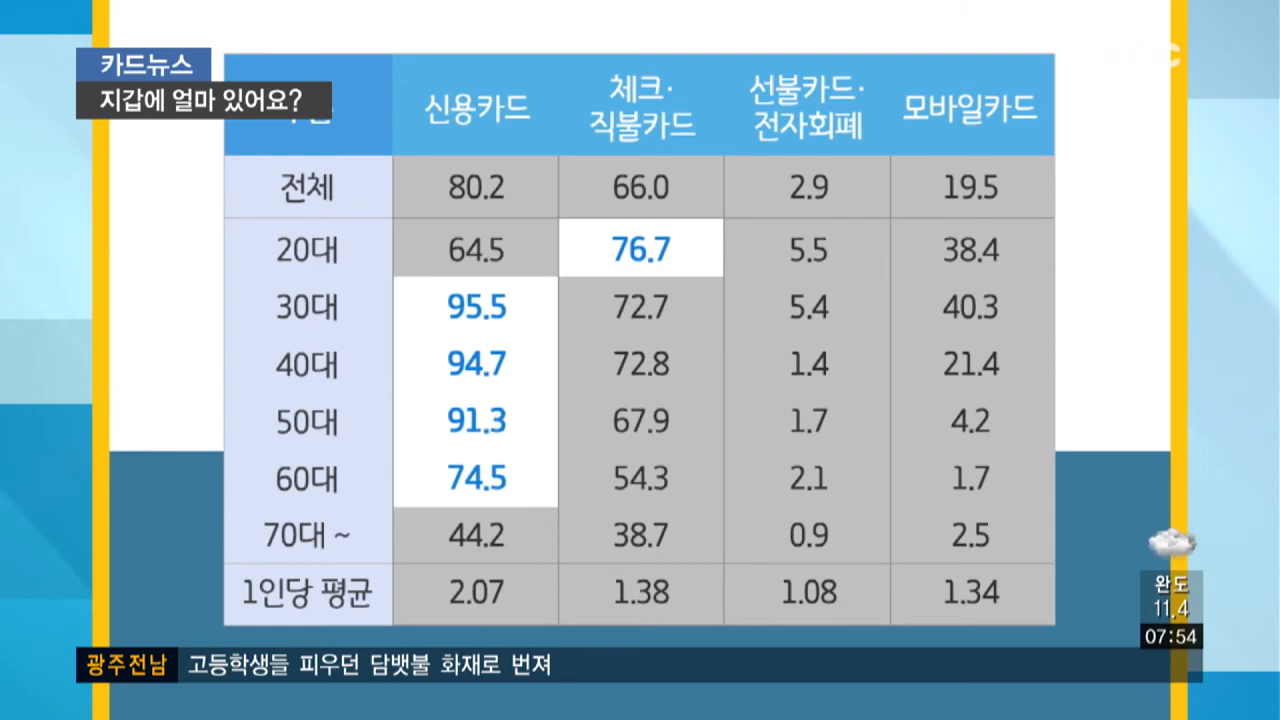 카드뉴스
지갑에 얼마 있어요?
신용카드
체크·
직불카드
선불카드·
전자회폐
모바일카드
전체 80.2 66.0 2.9 19.5
20대 64.5 76.7 5.5 38.4
30대 95.5 72.7 5.4 40.3
40대 94.7 72.8 1.4 21.4
50대 91.3 67.9 1.7 4.2
60대 74.5 54.3 2.1 1.7
70대 ~ 44.2 38.7 0.9 2.5
1인당 평균 2.07 1.38 1.08 1.34
완도
11.4
07:54
광주전남 고등학생들 피우던 담뱃불 화재로 번져